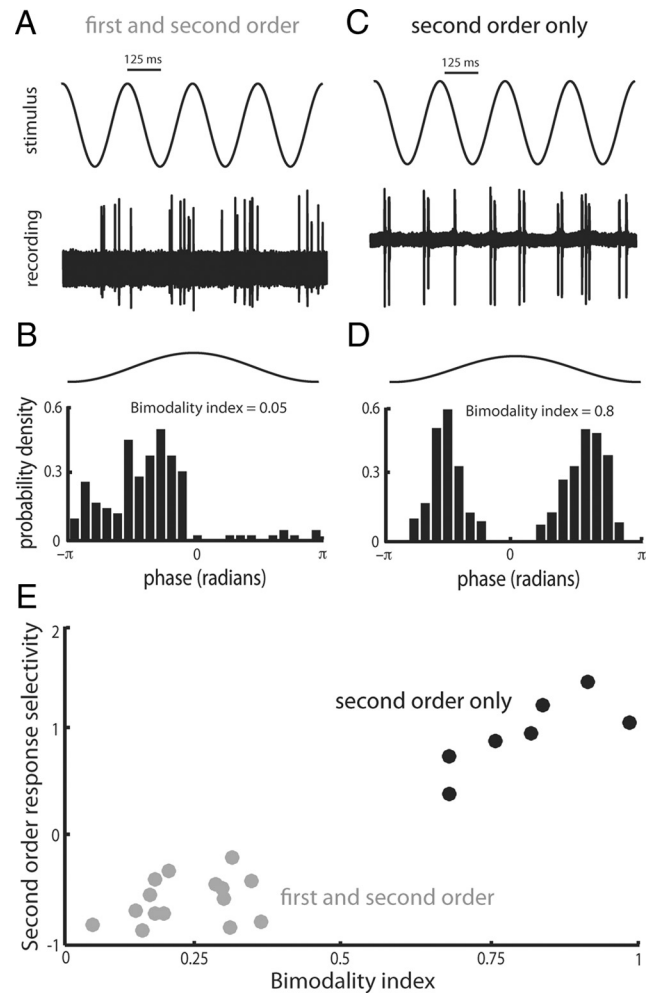 A
first and second order
C
second order only
125 ms
125 ms
stimulus
recording
B
D
Bimodality index = 0.05
Bimodality index = 0.8
probability density
0.6
0.3
0
−π
0
π
phase (radians)
0.6
0.3
0
−π
0
π
phase (radians)
E
Second order response selectivity
2
1
0
-1
second order only
first and second order
0
0.25
0.5
0.75
1
Bimodality index